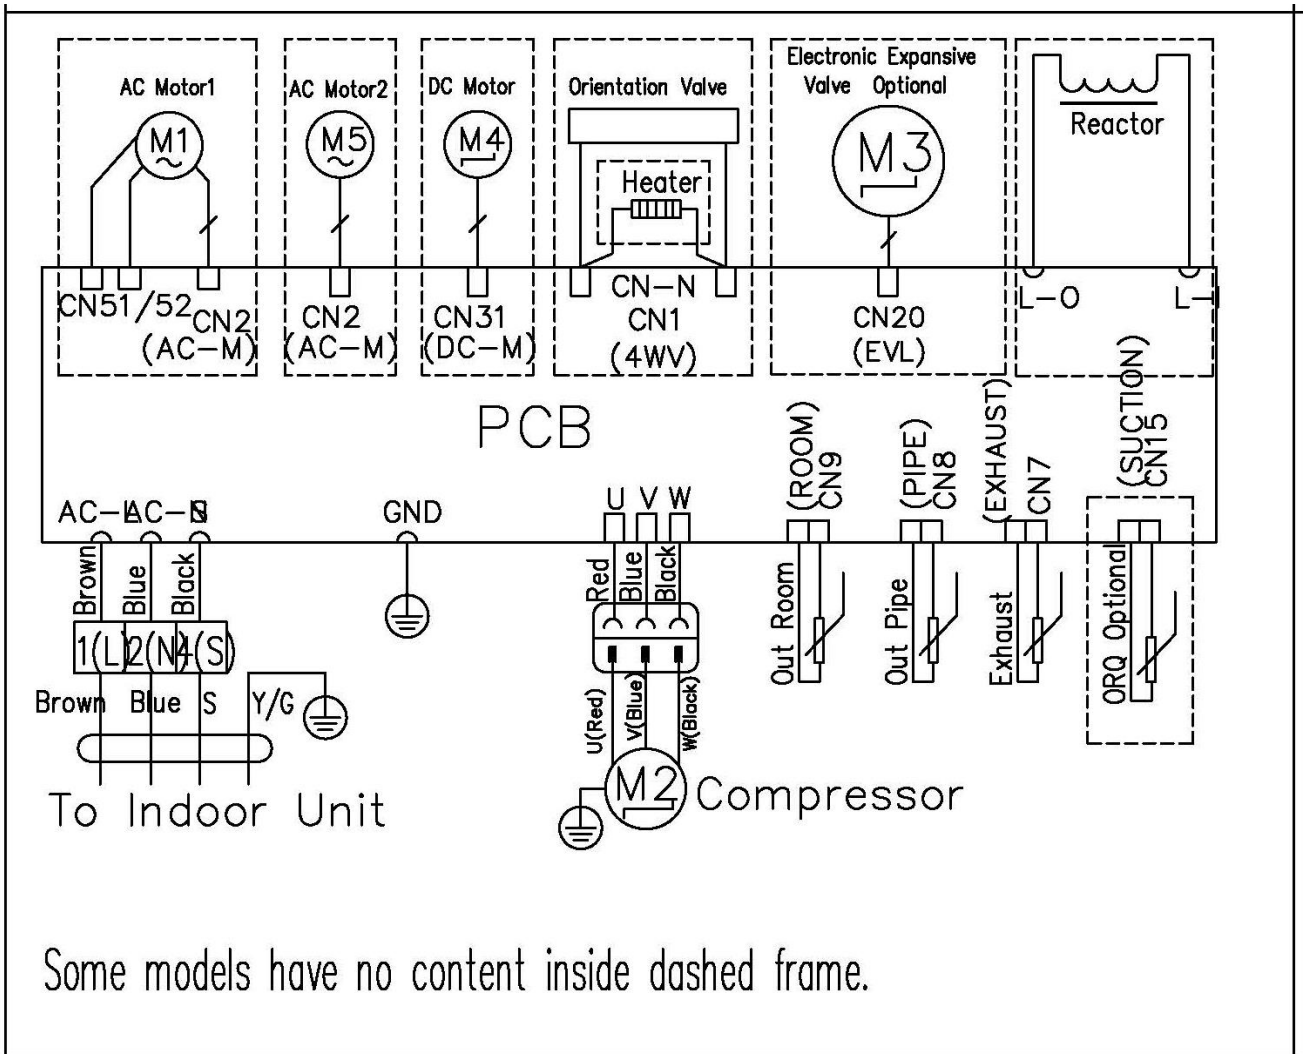 AC Motor1
M1
AC Motor2
M5
DC Motor
M4
Orientation Valve
Heater
Electronic Expansive
Valve Optional
M3
Reactor
CN51/52
CN2
(AC-M)
CN2
(AC-M)
CN31
(DC-M)
CN-N
CN1
(4WV)
CN20
(EVL)
L-O
L-I
PCB
(ROOM)
CN9
(PIPE)
CN8
(EXHAUST)
CN7
(SUCTION)
CN15
AC-L
AC-N
S
GND
U V W
Brown
Blue
Black
Red
Blue
Black
Out Room
Out Pipe
Exhaust
ORQ Optional
1(L)
2(N)
4(S)
Brown Blue S Y/G
U(Red)
V(Blue)
W(Black)
To Indoor Unit
M2
Compressor
Some models have no content inside dashed frame.